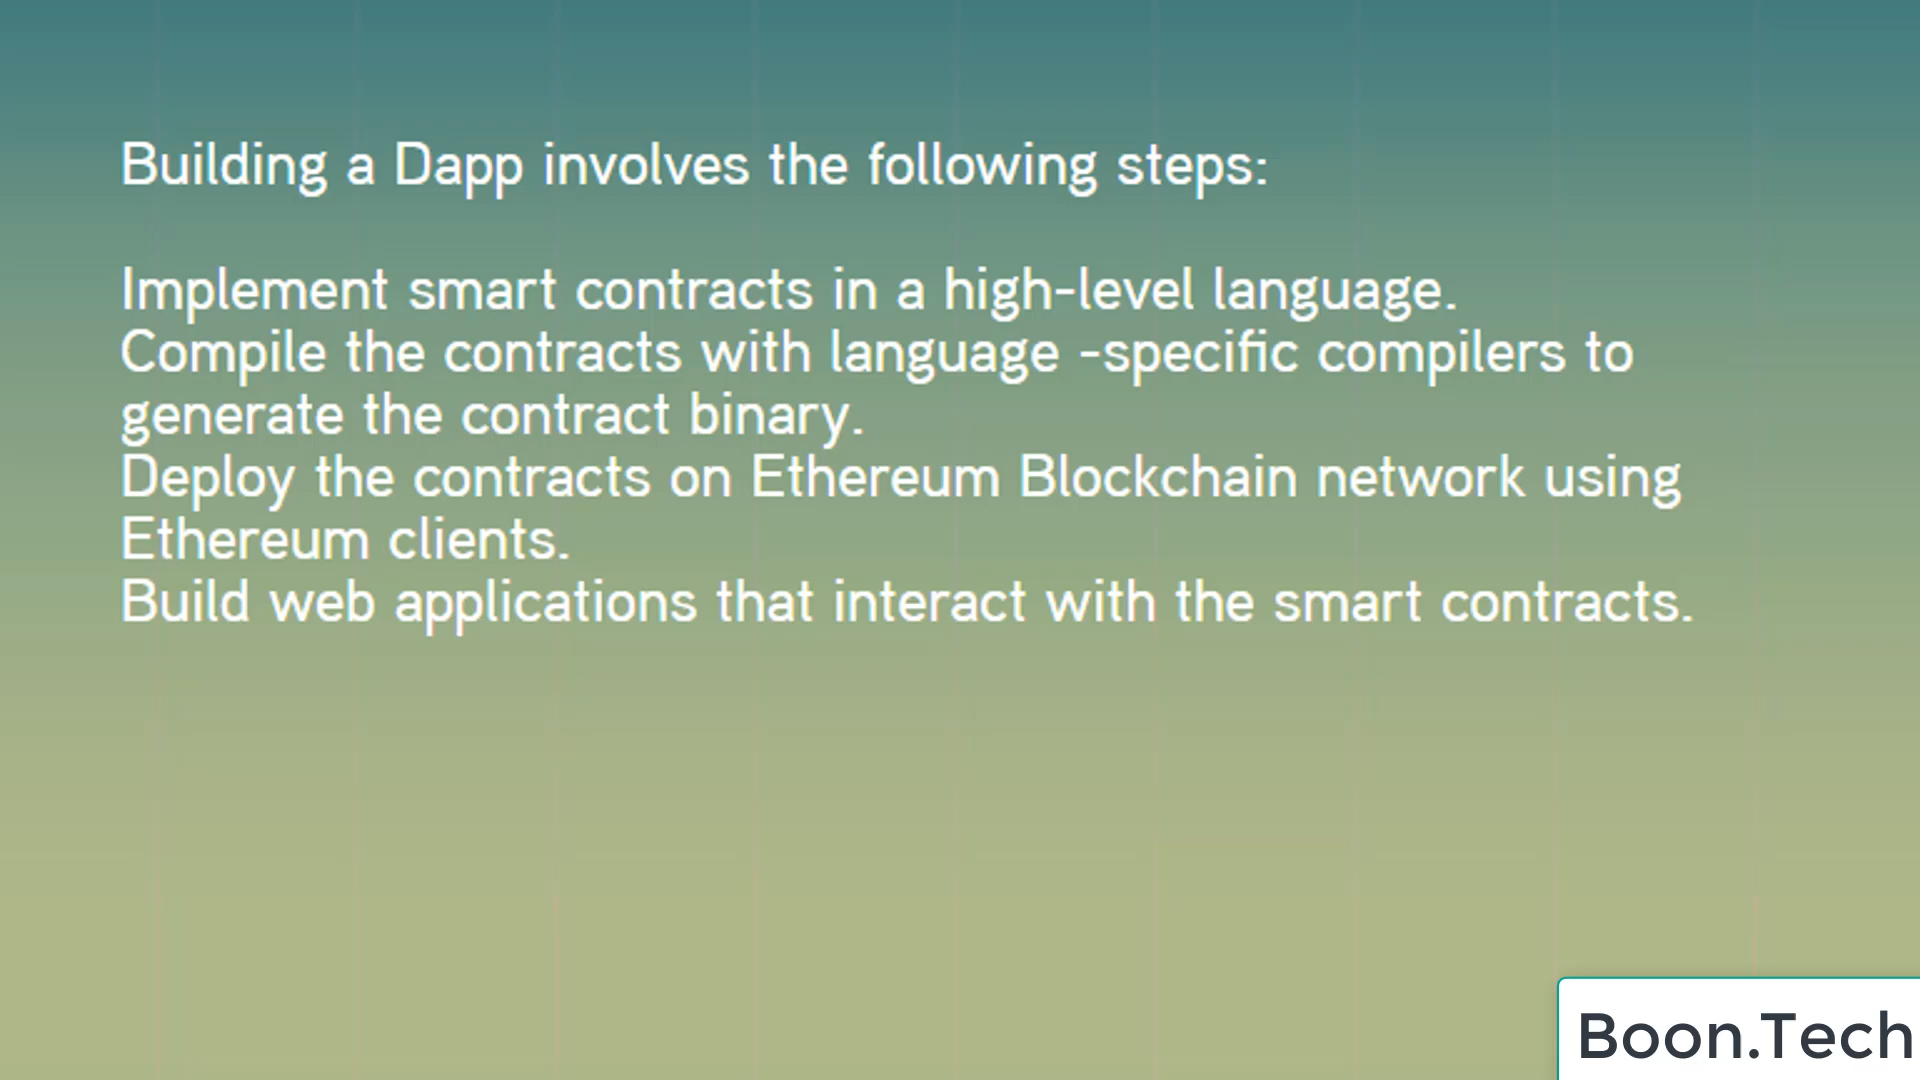 Building a Dapp involves the following steps:
Implement smart contracts in a high-level language.
Compile the contracts with language -specific compilers to
generate the contract binary.
Deploy the contracts on Ethereum Blockchain network using
Ethereum clients.
Build web applications that interact with the smart contracts.
Boon.Tech